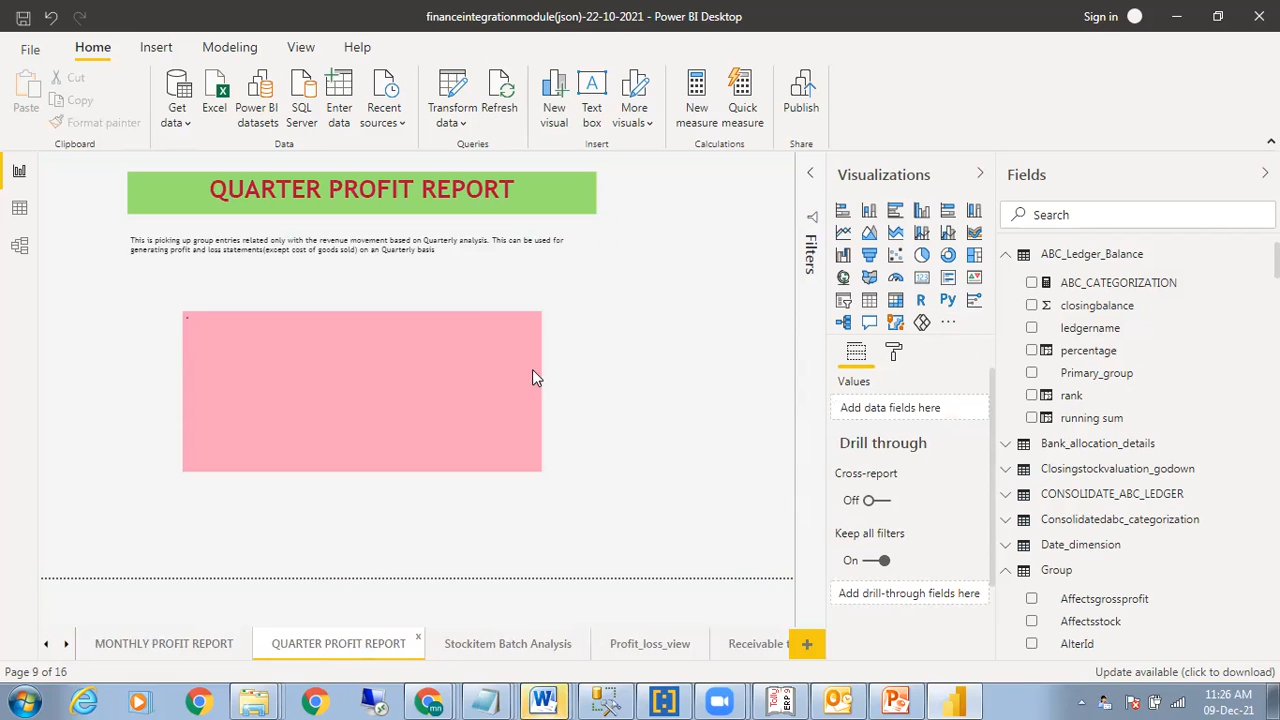 financeintegrationmodule(json)-22-10-2021 - Power BI Desktop
Sign in
File Home Insert Modeling View Help
Paste
Cut
Copy
Format painter
Clipboard
Get data
Excel
Power BI datasets
SQL Server
Enter data
Recent sources
Data
Transform data
Refresh
Queries
New visual
Text box
More visuals
Insert
New measure
Quick measure
Calculations
Publish
Share
QUARTER PROFIT REPORT
This is picking up group entries related only with the revenue movement based on Quarterly analysis. This can be used for
generating profit and loss statements(except cost of goods sold) on an Quarterly basis
Filters
Visualizations
R Py
Values
Add data fields here
Drill through
Cross-report
Off
Keep all filters
On
Add drill-through fields here
Fields
Search
ABC_Ledger_Balance
ABC_CATEGORIZATION
closingbalance
ledgername
percentage
Primary_group
rank
running sum
Bank_allocation_details
Closingstockvaluation_godown
CONSOLIDATE_ABC_LEDGER
Consolidatedabc_categorization
Date_dimension
Group
Affectsgrossprofit
Affectsstock
AlterId
MONTHLY PROFIT REPORT
QUARTER PROFIT REPORT
Stockitem Batch Analysis
Profit_loss_view
Receivable t
Page 9 of 16
Update available (click to download)
11:26 AM
09-Dec-21